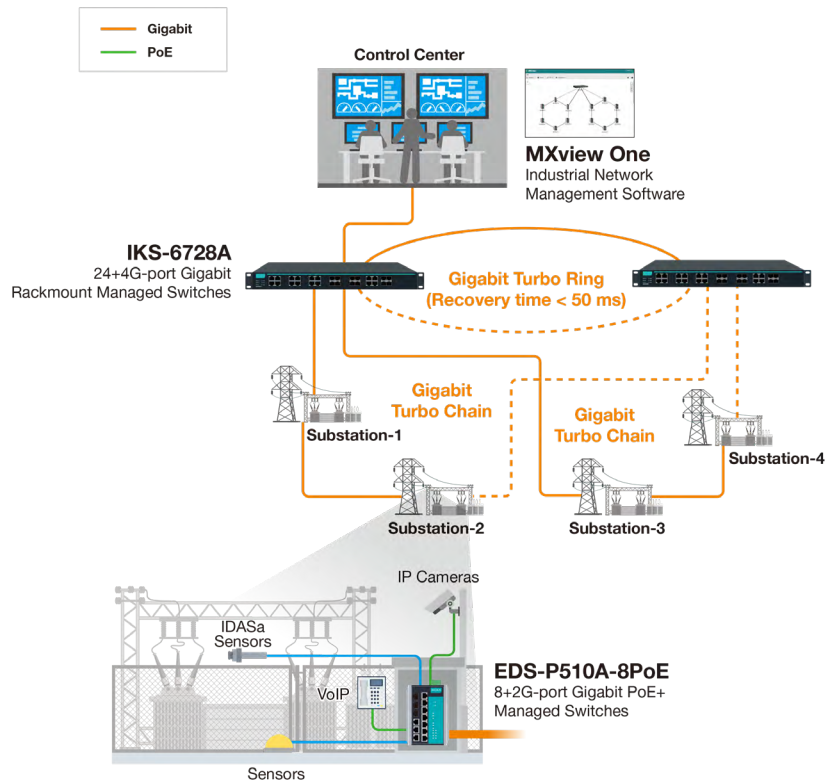 Gigabit
PoE
Control Center
MXview One
Industrial Network
Management Software
IKS-6728A
24+4G-port Gigabit
Rackmount Managed Switches
Gigabit Turbo Ring
(Recovery time < 50 ms)
Gigabit
Turbo Chain
Gigabit
Turbo Chain
Substation-1
Substation-4
Substation-2
Substation-3
IP Cameras
IDASa
Sensors
EDS-P510A-8PoE
8+2G-port Gigabit PoE+
Managed Switches
VoIP
Sensors